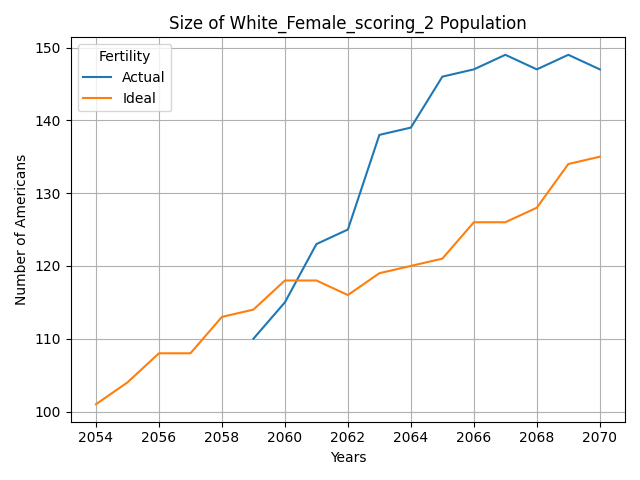 Size of White_Female_scoring_2 Population
Fertility
Actual
Ideal
Number of Americans
150
140
130
120
110
100
2054 2056 2058 2060 2062 2064 2066 2068 2070
Years